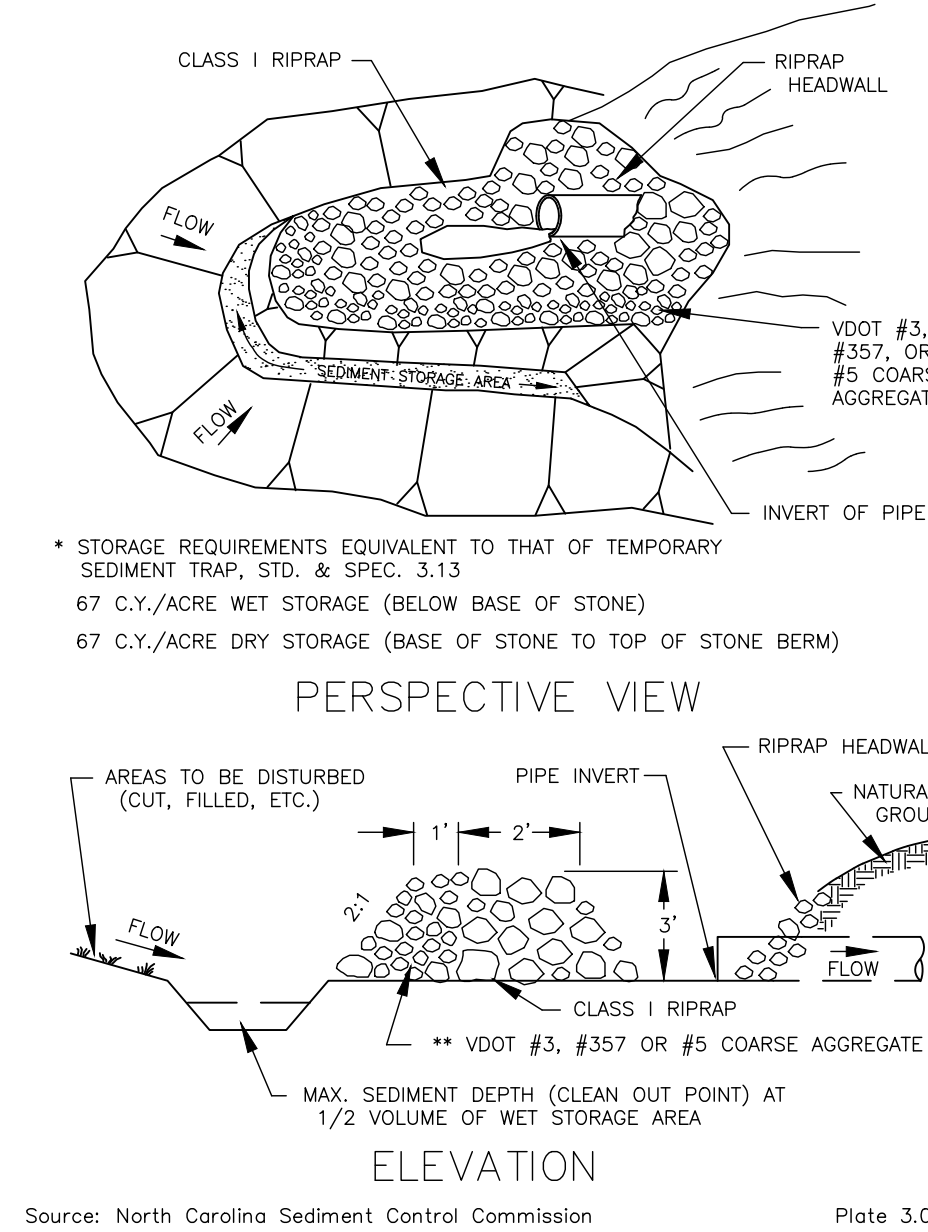 CLASS I RIPRAP
RIPRAP
HEADWALL
FLOW
VDOT #3,
#357, OR
#5 COARS
AGGREGAT
SEDIMENT STORAGE AREA
FLOW
INVERT OF PIPE
* STORAGE REQUIREMENTS EQUIVALENT TO THAT OF TEMPORARY
SEDIMENT TRAP, STD. & SPEC. 3.13
67 C.Y./ACRE WET STORAGE (BELOW BASE OF STONE)
67 C.Y./ACRE DRY STORAGE (BASE OF STONE TO TOP OF STONE BERM)
PERSPECTIVE VIEW
RIPRAP HEADWAL
AREAS TO BE DISTURBED
(CUT, FILLED, ETC.)
PIPE INVERT
NATURA
GROU
1'
2'
2:1
3'
FLOW
FLOW
CLASS I RIPRAP
** VDOT #3, #357 OR #5 COARSE AGGREGATE
MAX. SEDIMENT DEPTH (CLEAN OUT POINT) AT
1/2 VOLUME OF WET STORAGE AREA
ELEVATION
Source: North Carolina Sediment Control Commission
Plate 3.0